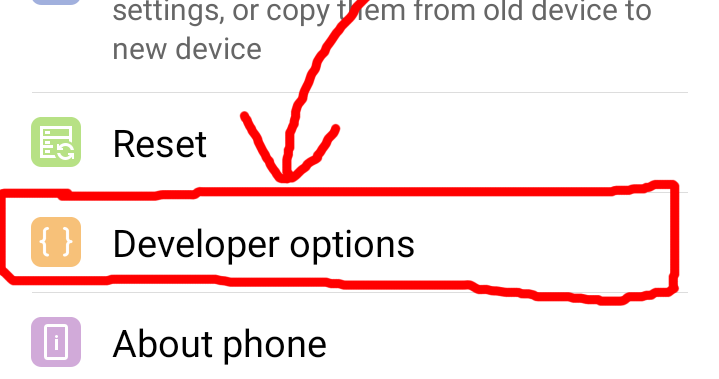 settings, or copy them from old device to
new device
Reset
Developer options
About phone